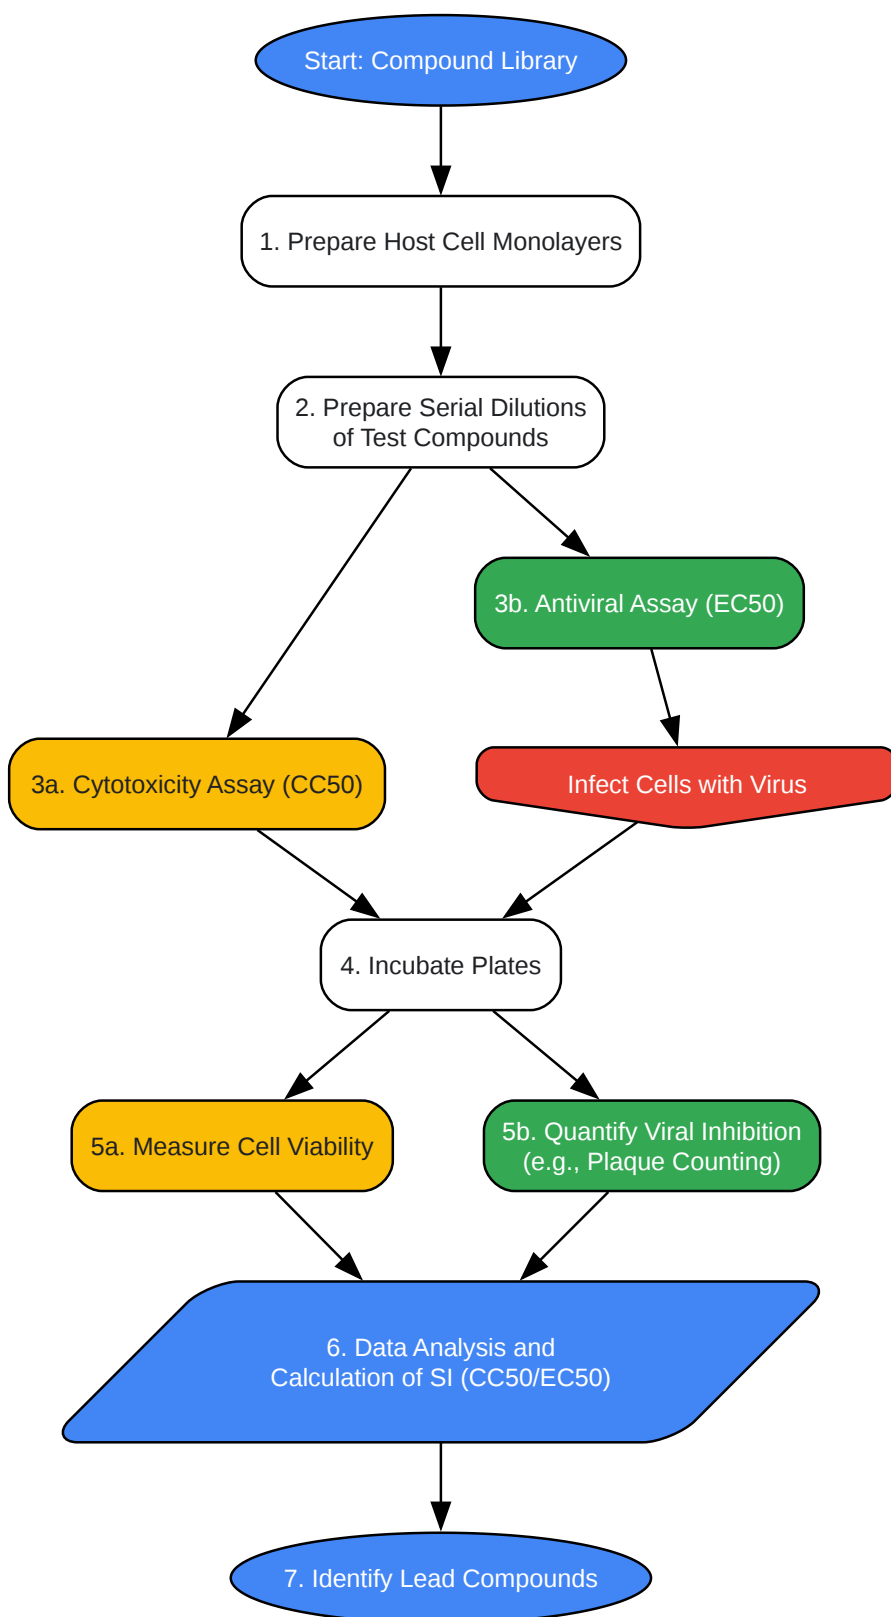 Start: Compound Library
1. Prepare Host Cell Monolayers
2. Prepare Serial Dilutions
of Test Compounds
3b. Antiviral Assay (EC50)
3a. Cytotoxicity Assay (CC50)
Infect Cells with Virus
4. Incubate Plates
5a. Measure Cell Viability
5b. Quantify Viral Inhibition
(e.g., Plaque Counting)
6. Data Analysis and
Calculation of SI (CC50/EC50)
7. Identify Lead Compounds